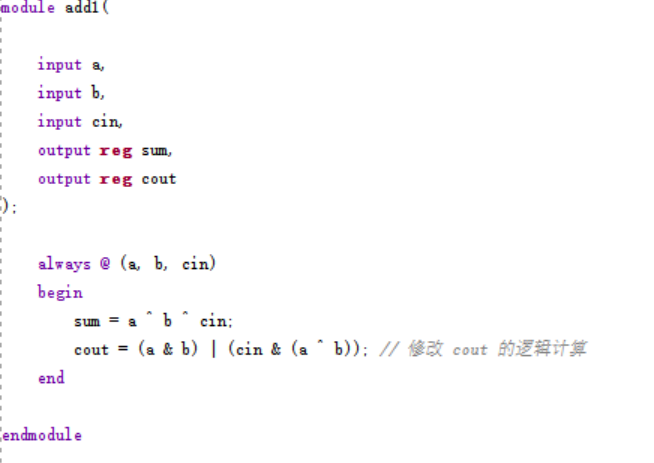 module add1(
input a,
input b,
input cin,
output reg sum,
output reg cout
);
always @ (a, b, cin)
begin
sum = a ^ b ^ cin;
cout = (a & b) | (cin & (a ^ b)); // 修改 cout 的逻辑计算
end
endmodule